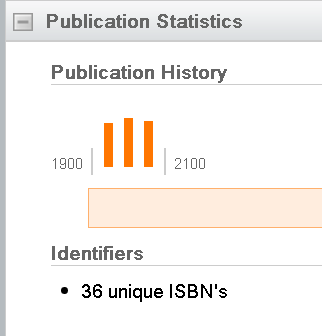 Publication Statistics
Publication History
1900 2100
Identifiers
36 unique ISBN's